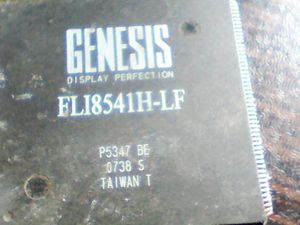 GENESIS
DISPLAY PERFECTION
FLI8541H-LF
P5347 BE
0738 S
TAIWAN T